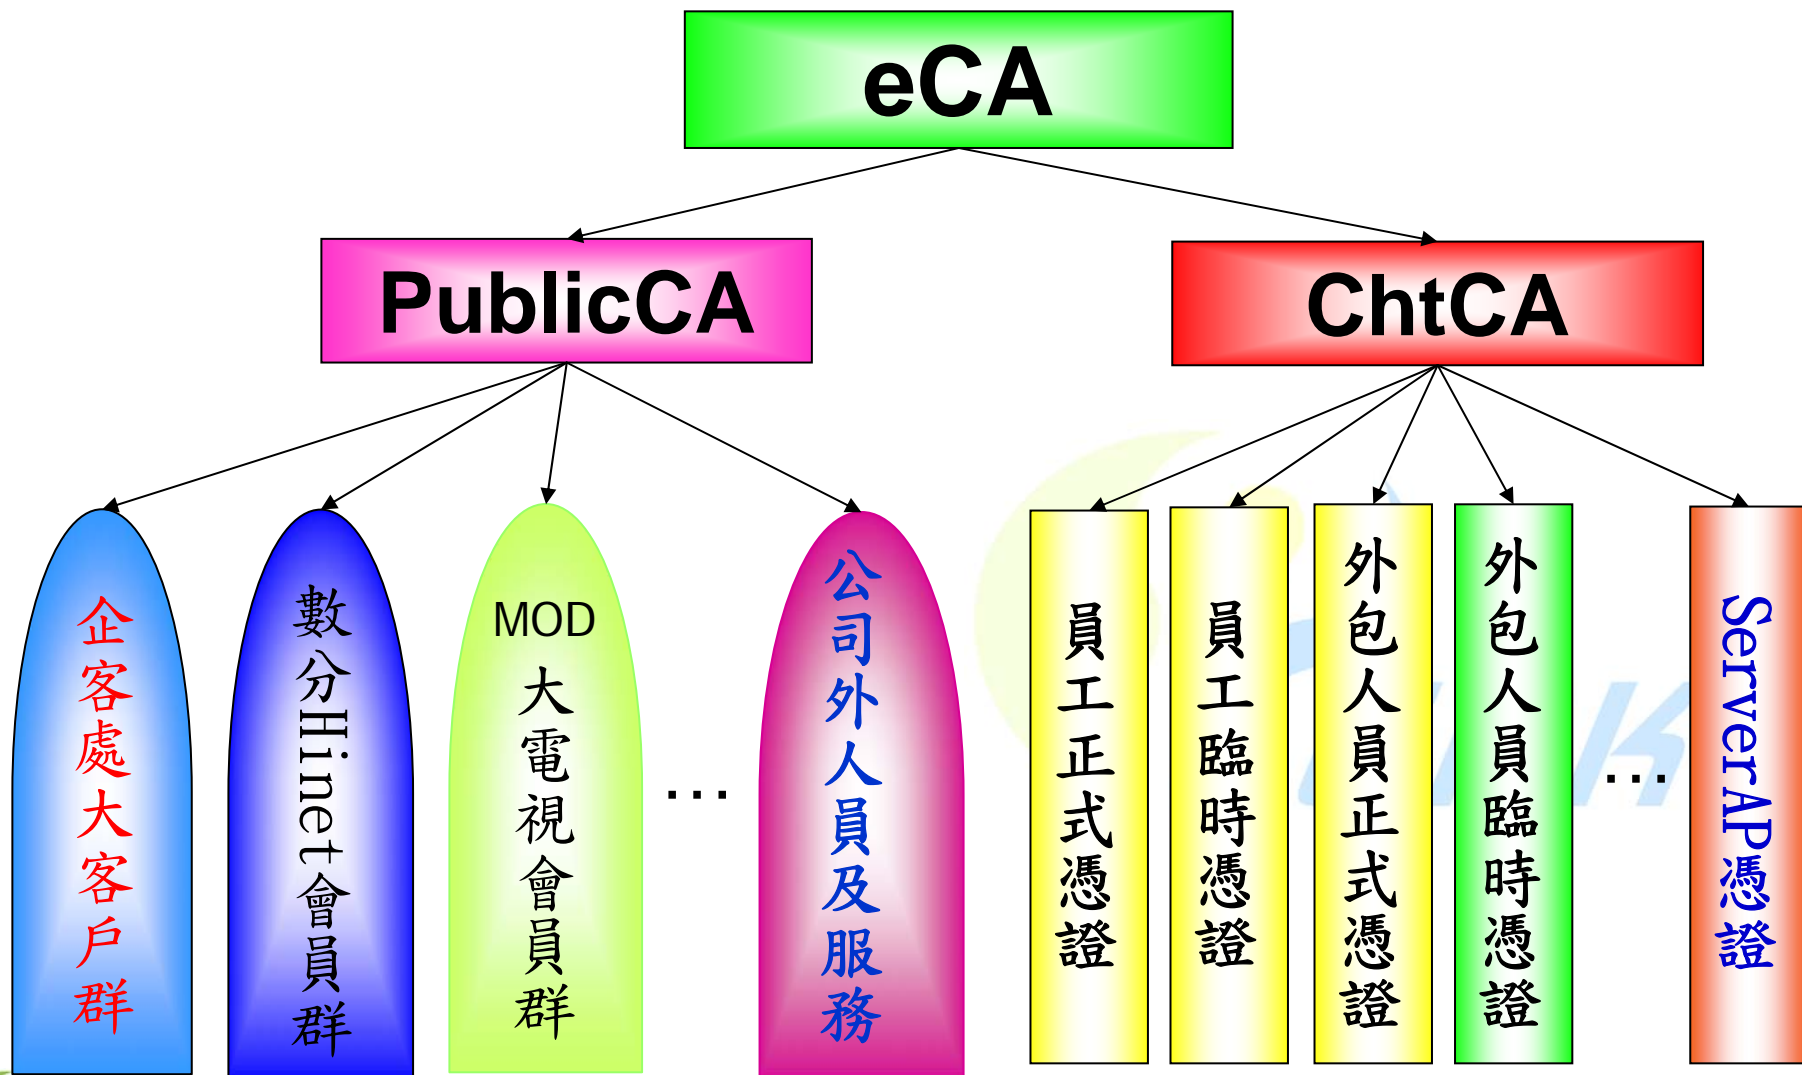 eCA
PublicCA
ChtCA
企客處大客戶群
數分Hinet會員群
MOD
大電視會員群
…
公司外人員及服務
員工正式憑證
員工臨時憑證
外包人員正式憑證
外包人員臨時憑證
…
ServerAP憑證